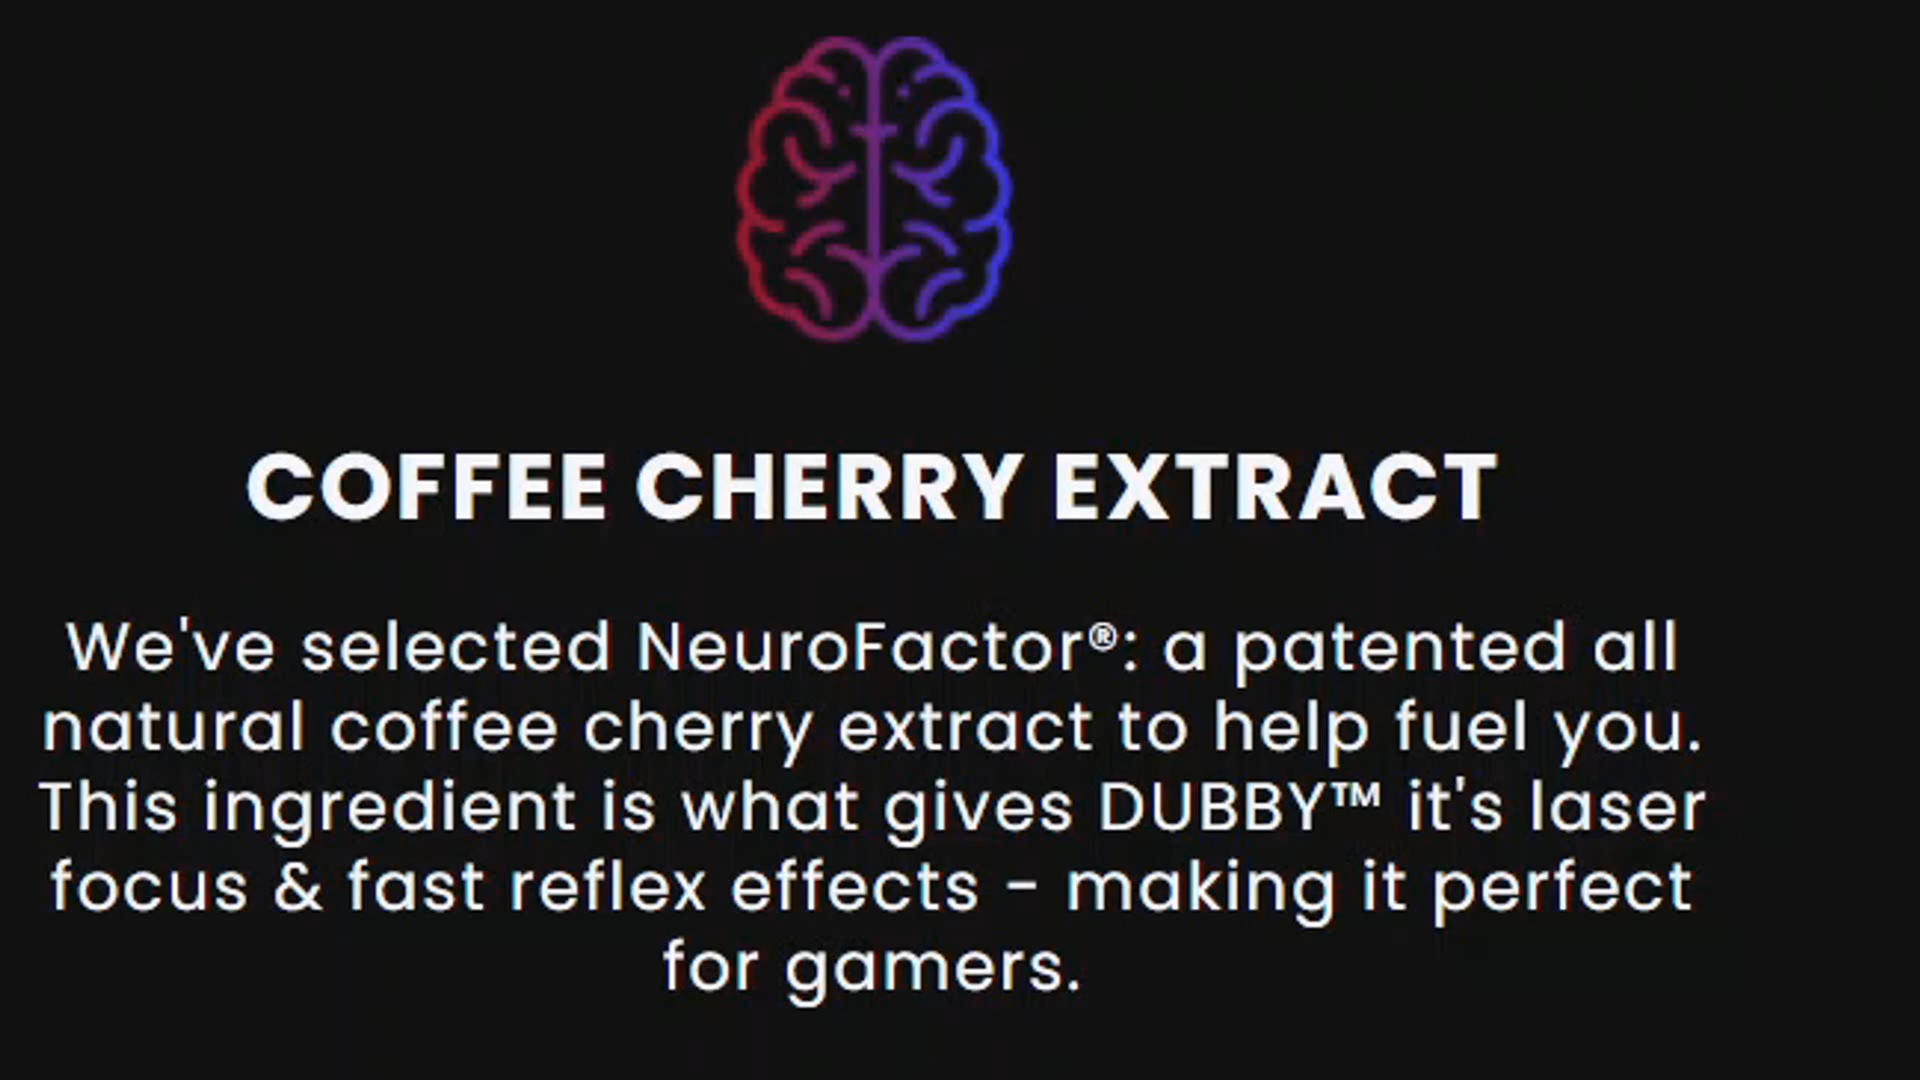 COFFEE CHERRY EXTRACT
We've selected NeuroFactor®: a patented all
natural coffee cherry extract to help fuel you.
This ingredient is what gives DUBBY™ it's laser
focus & fast reflex effects - making it perfect
for gamers.